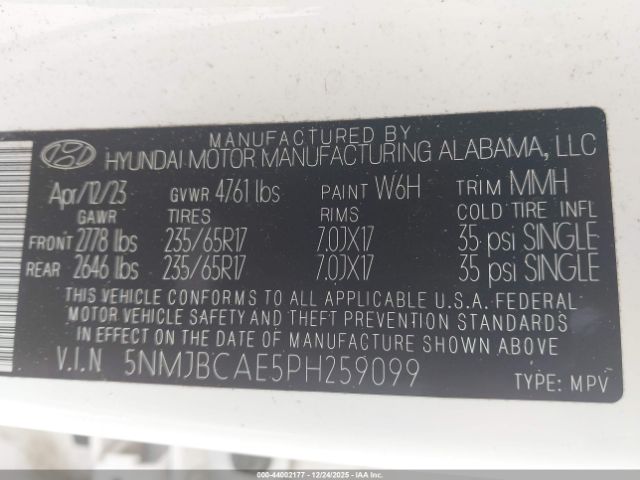 MANUFACTURED BY
HYUNDAI MOTOR MANUFACTURING ALABAMA, LLC
Apr/12/23 GVWR 4761 lbs PAINT W6H TRIM MMH
GAWR TIRES RIMS COLD TIRE INFL
FRONT 2778 lbs 235/65R17 7.0JX17 35 psi SINGLE
REAR 2646 lbs 235/65R17 7.0JX17 35 psi SINGLE
THIS VEHICLE CONFORMS TO ALL APPLICABLE U.S.A. FEDERAL
MOTOR VEHICLE SAFETY AND THEFT PREVENTION STANDARDS
IN EFFECT ON THE DATE OF MANUFACTURE SHOWN ABOVE
V.I.N 5NMJBCAE5PH259099
TYPE: MPV
000-44002177 - 12/24/2025 - COPYRIGHT IAA, LLC.